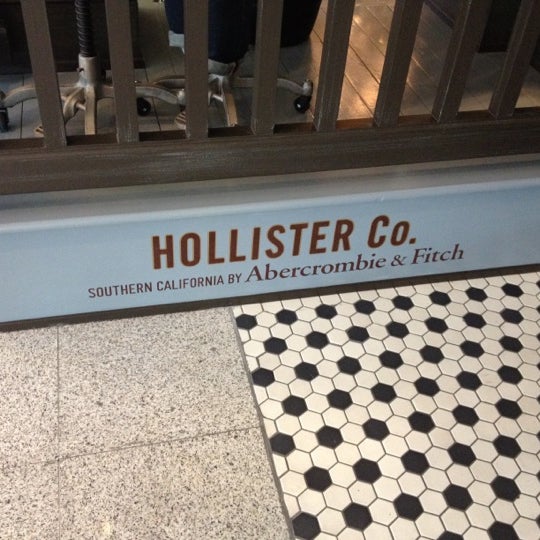 HOLLISTER Co.
SOUTHERN CALIFORNIA BY Abercrombie & Fitch